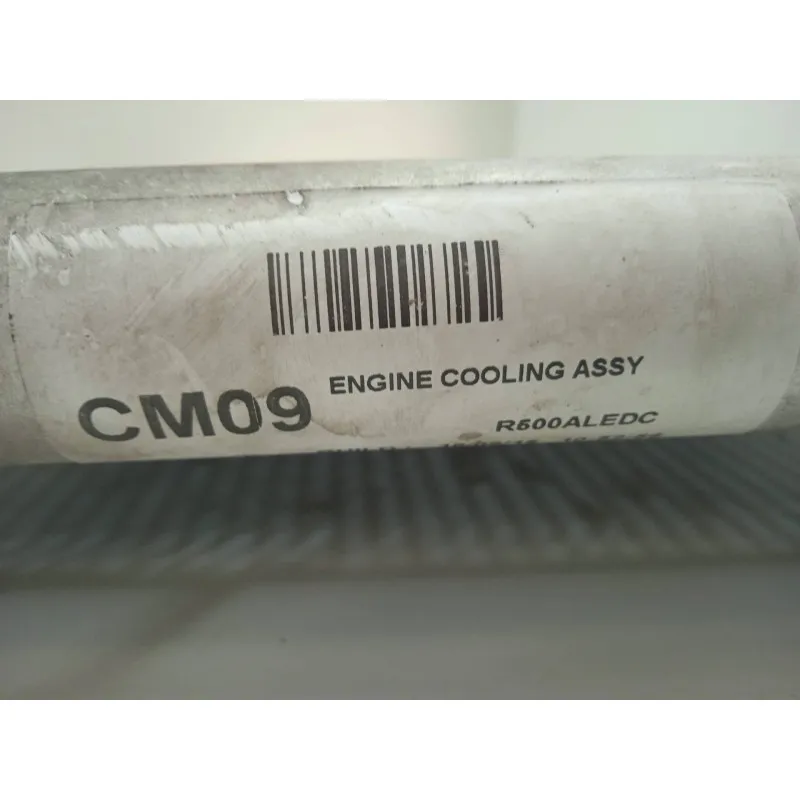 ENGINE COOLING ASSY
CM09
R500ALEDC